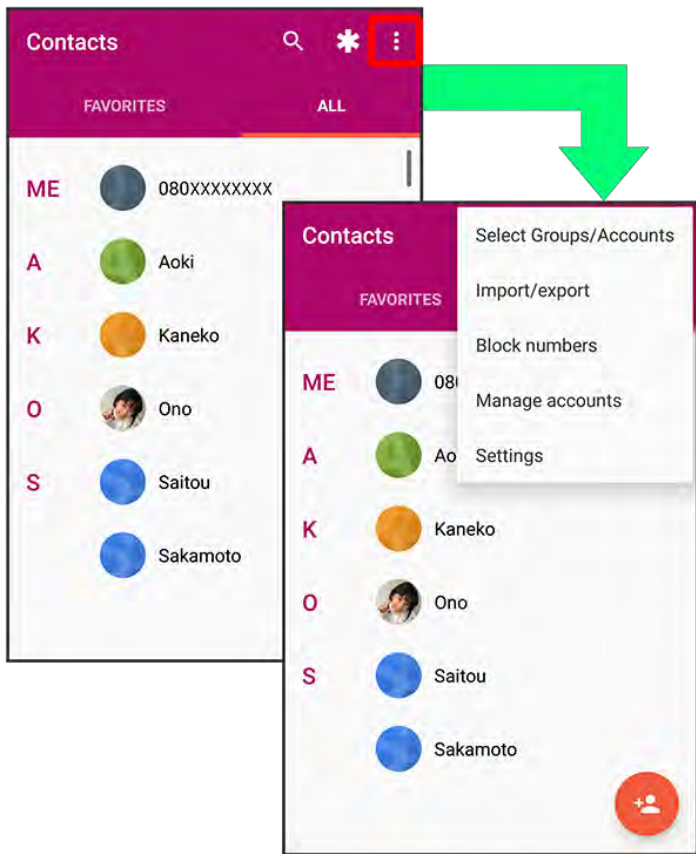 Contacts
FAVORITES ALL
ME 080XXXXXXXX
A Aoki
K Kaneko
O Ono
S Saitou
Sakamoto
Contacts
FAVORITES
Select Groups/Accounts
Import/export
Block numbers
Manage accounts
Settings
ME 08
A Ao
K Kaneko
O Ono
S Saitou
Sakamoto